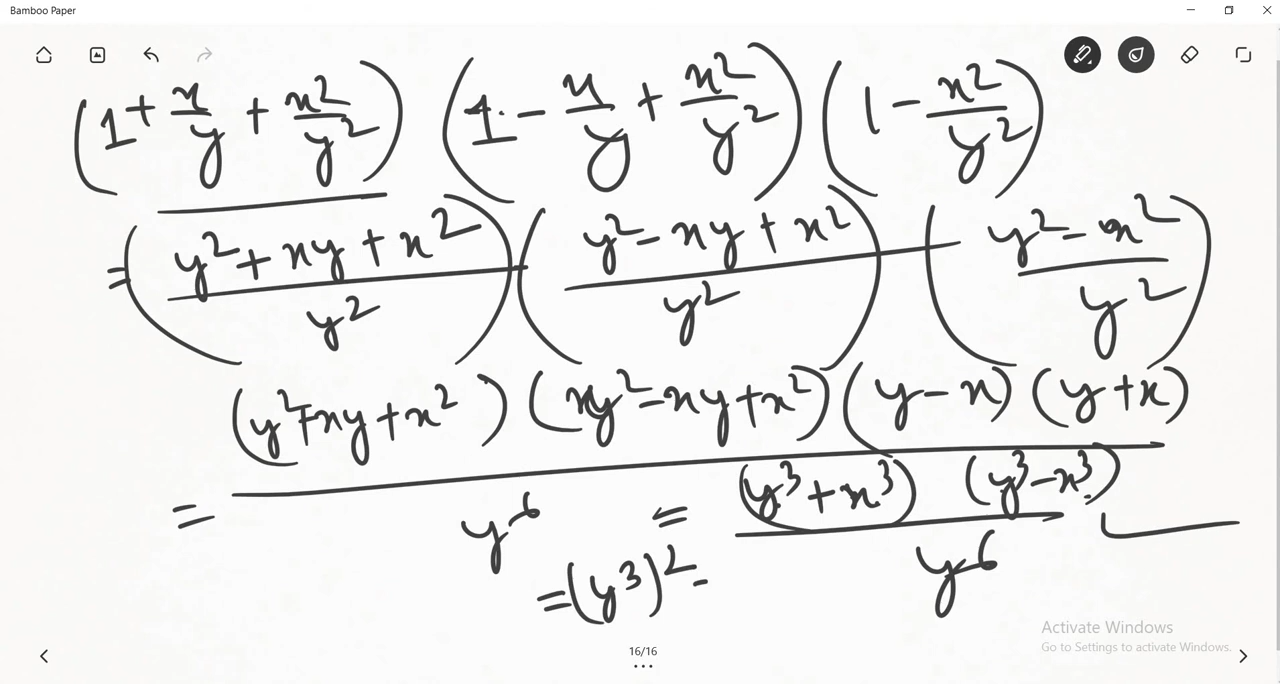 Bamboo Paper
(1 + x/y + x²/y²) (1 - x/y + x²/y²) (1 - x²/y²)
= ((y² + xy + x²)/y²) ((y² - xy + x²)/y²) ((y² - x²)/y²)
= (y² + xy + x²) (xy² - xy + x²) (y - x) (y + x) / y⁶
= (y³ + x³) (y³ - x³) / y⁶
= (y³)² -
Activate Windows
Go to Settings to activate Windows.
16/16